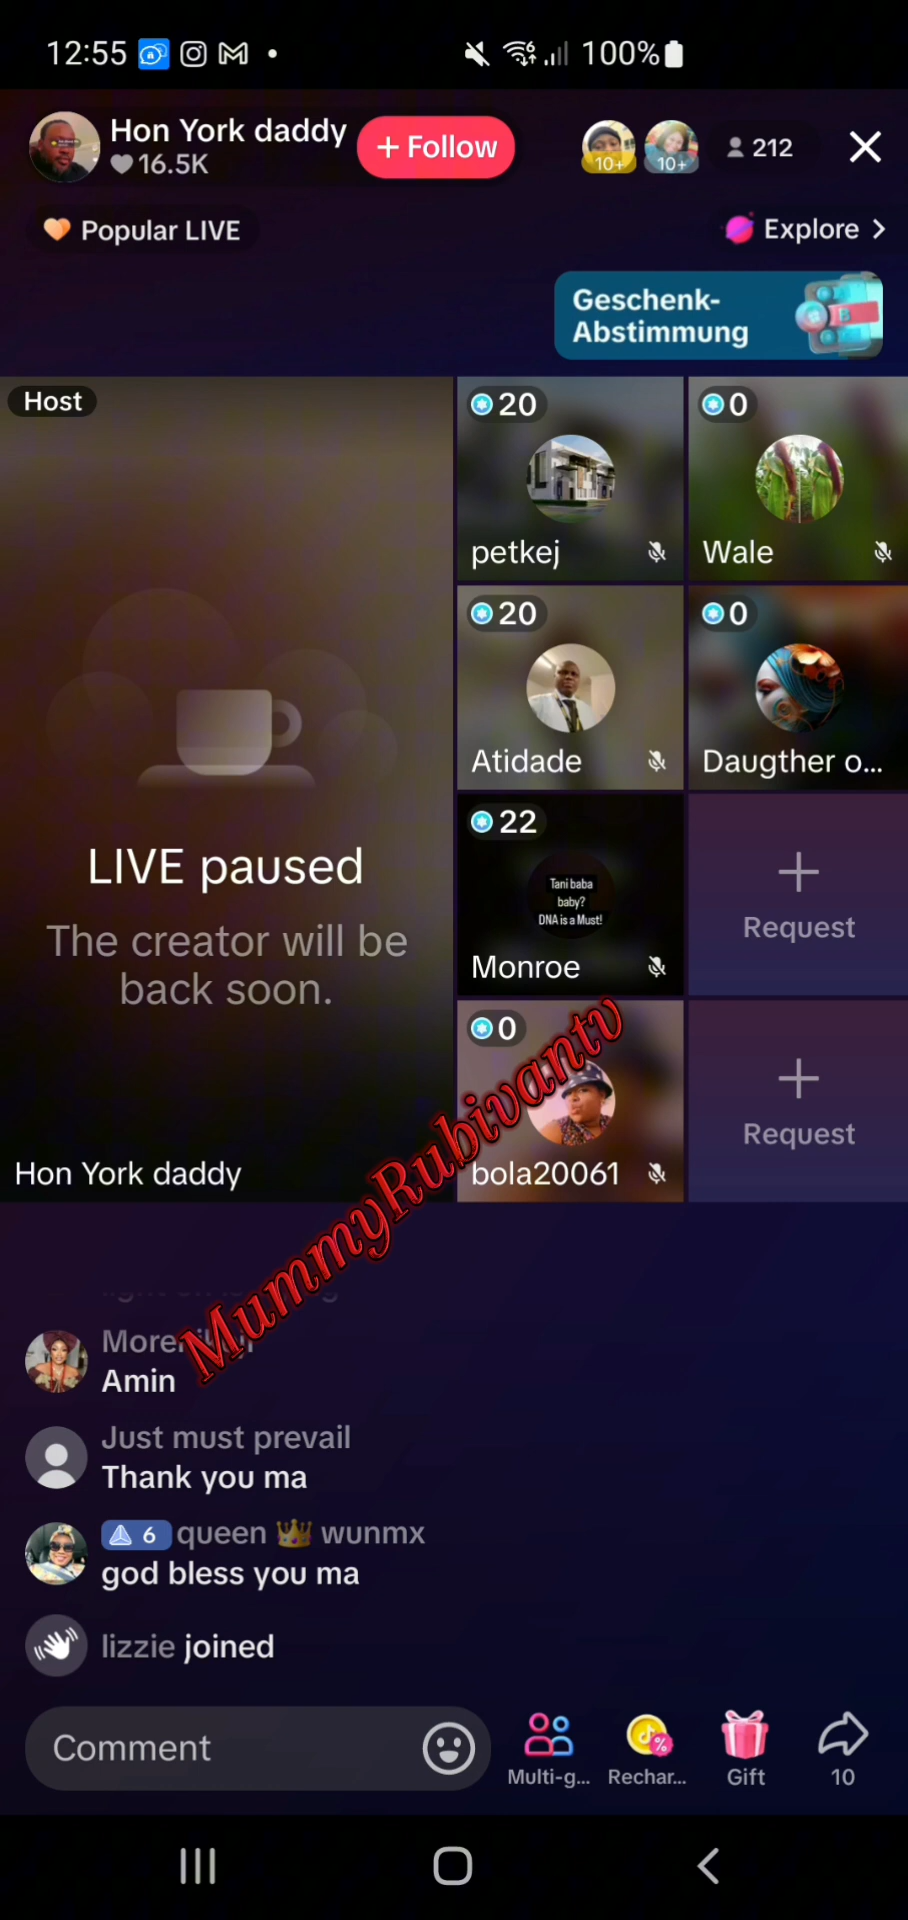 12:55
100%
Hon York daddy
16.5K
+ Follow
10+
10+
212
Popular LIVE
Explore
Geschenk-
Abstimmung
Host
20
petkej
0
Wale
20
Atidade
0
Daugther o...
LIVE paused
The creator will be
back soon.
22
Tani baba
baby?
DNA is a Must!
Monroe
Request
0
bola20061
Request
Hon York daddy
MummyRubivantv
Amin
Just must prevail
Thank you ma
6 queen wunmx
god bless you ma
lizzie joined
Comment
Multi-g...
Rechar...
Gift
10